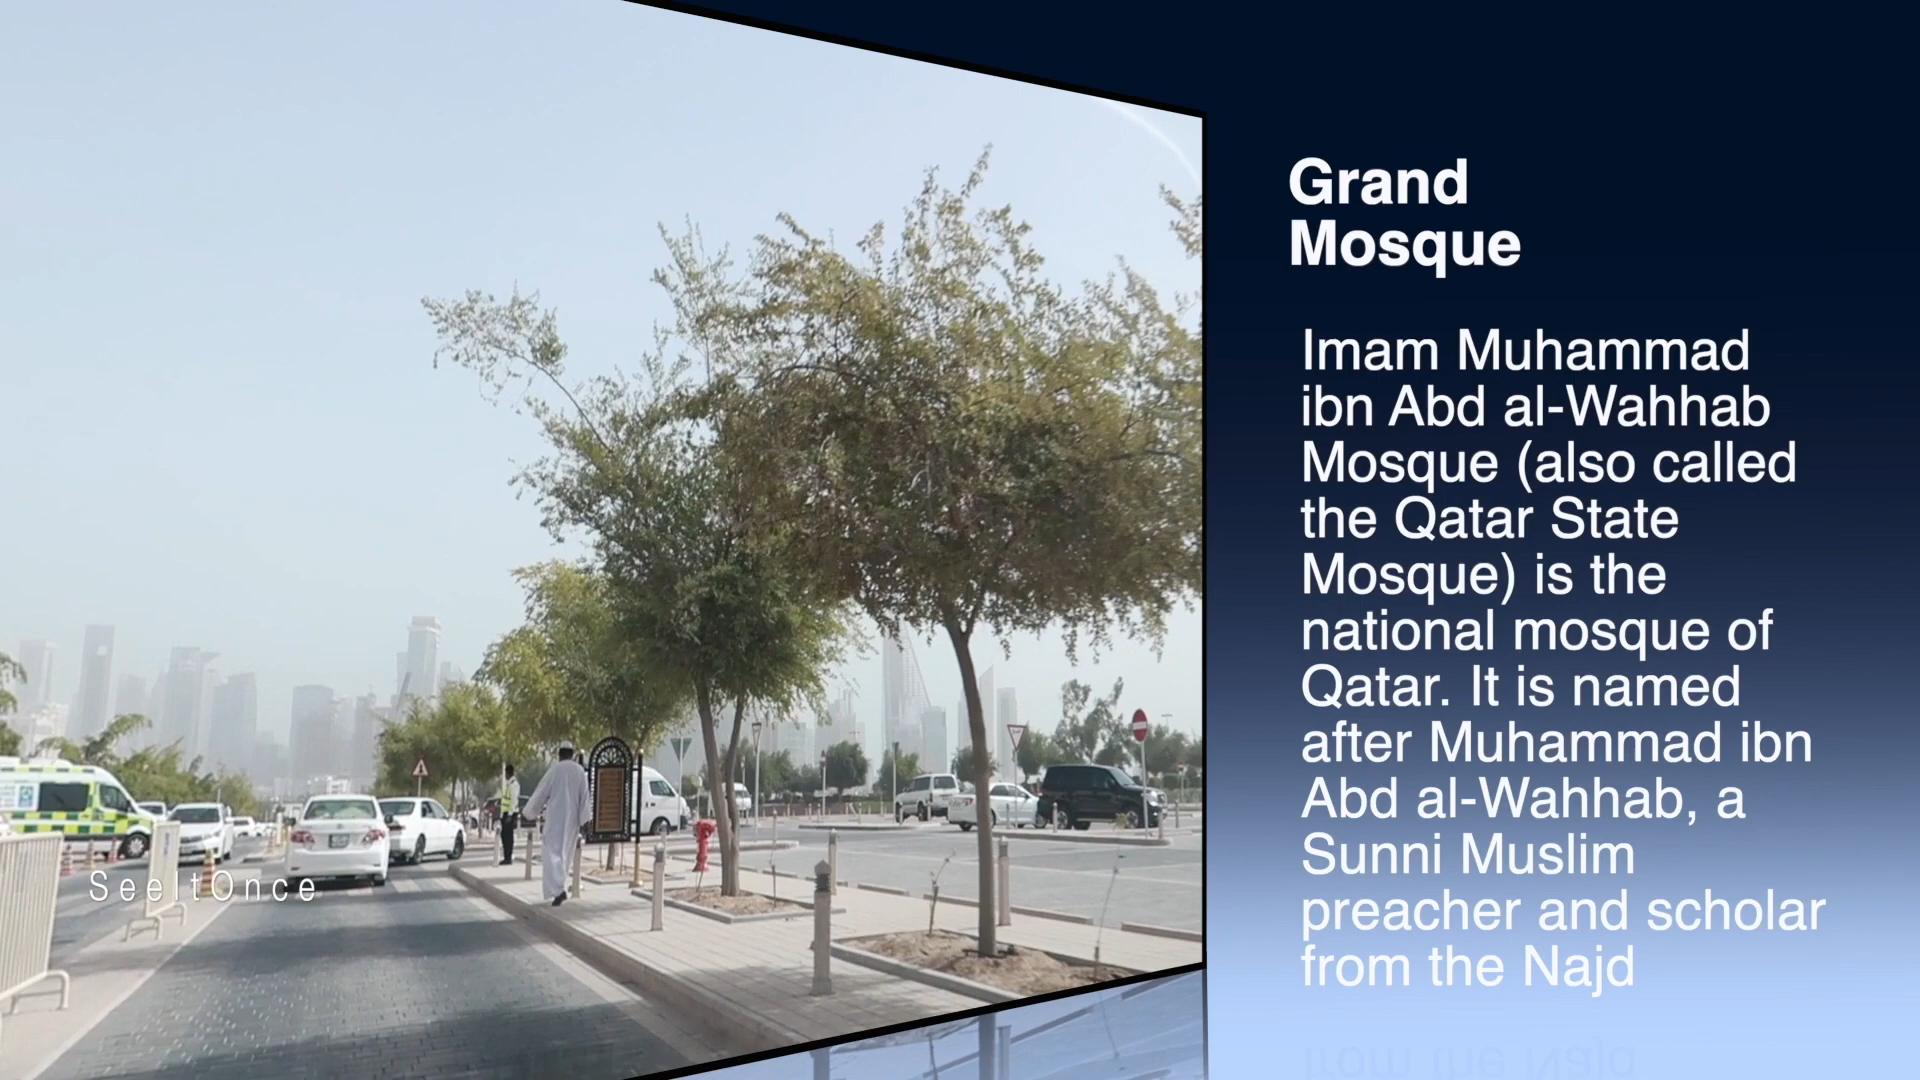 Grand
Mosque
Imam Muhammad
ibn Abd al-Wahhab
Mosque (also called
the Qatar State
Mosque) is the
national mosque of
Qatar. It is named
after Muhammad ibn
Abd al-Wahhab, a
Sunni Muslim
preacher and scholar
from the Najd
SeeItOnce